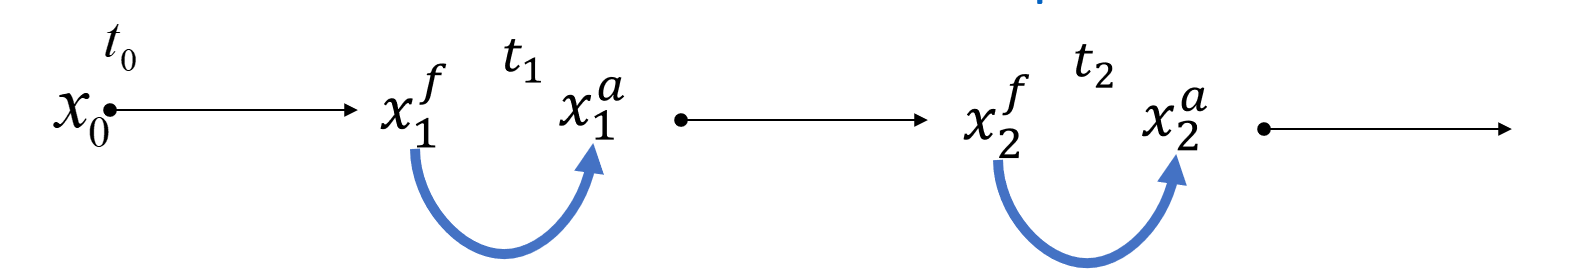 t₀ t₁ t₂
x₀ x₁ᶠ x₁ᵃ x₂ᶠ x₂ᵃ